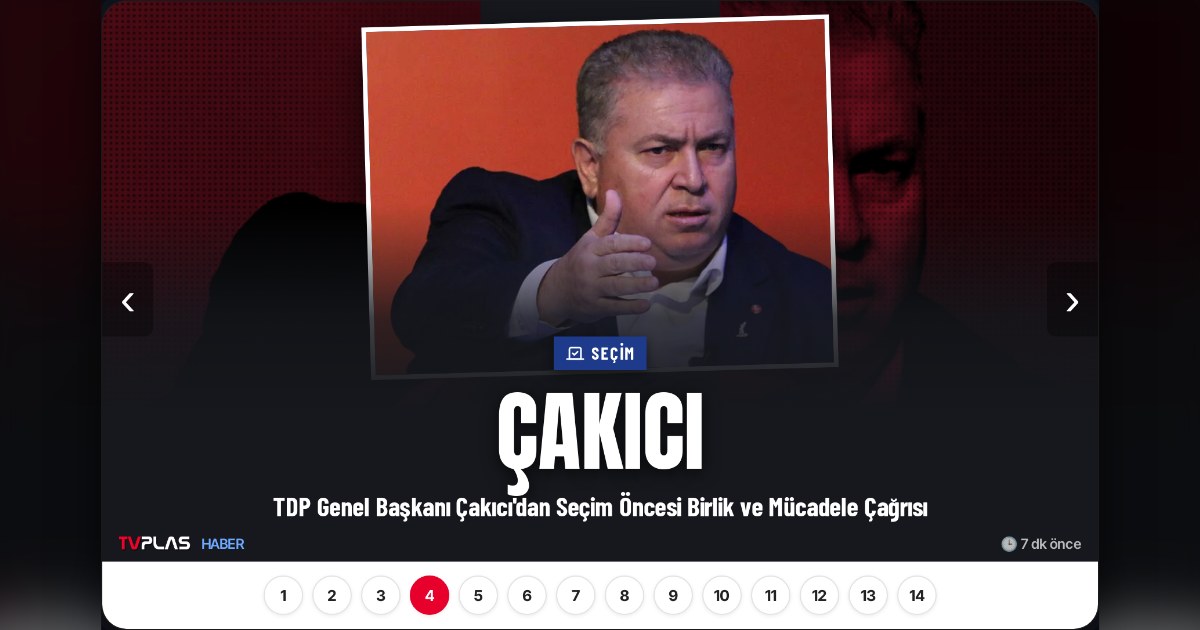 SEÇİM
ÇAKICI
TDP Genel Başkanı Çakıcı'dan Seçim Öncesi Birlik ve Mücadele Çağrısı
TVPLAS HABER
7 dk önce
1 2 3 4 5 6 7 8 9 10 11 12 13 14